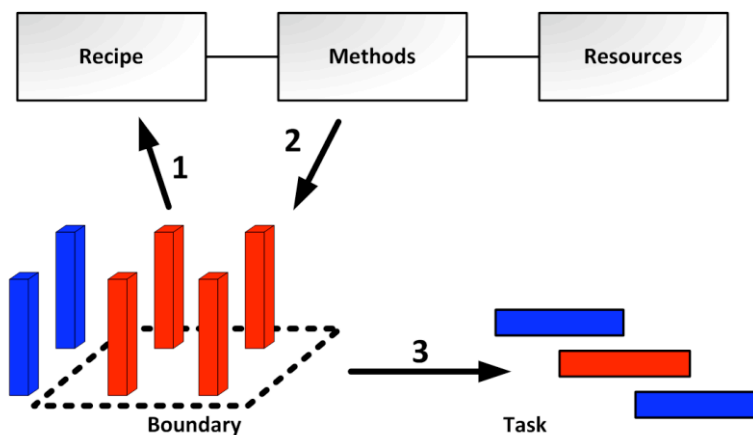 Recipe
Methods
Resources
1
2
3
Boundary
Task